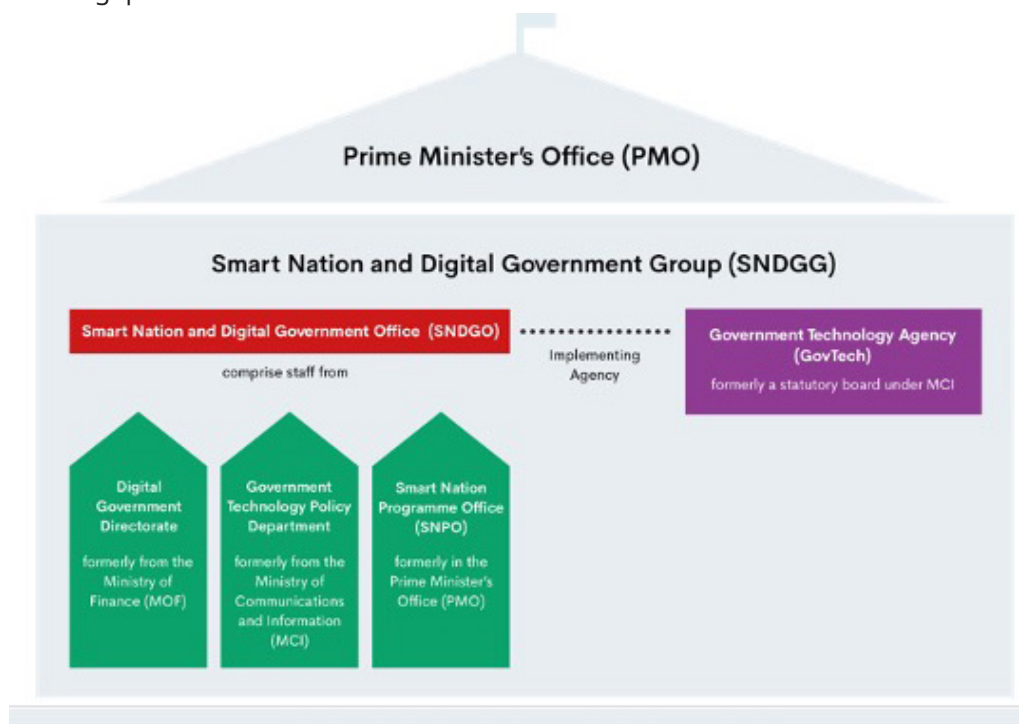 Prime Minister's Office (PMO)
Smart Nation and Digital Government Group (SNDGG)
Smart Nation and Digital Government Office (SNDGO)
comprise staff from
Implementing
Agency
Government Technology Agency
(GovTech)
formerly a statutory board under MCI
Digital
Government
Directorate
formerly from the
Ministry of
Finance (MOF)
Government
Technology Policy
Department
formerly from the
Ministry of
Communications
and Information
(MCI)
Smart Nation
Programme Office
(SNPO)
formerly in the
Prime Minister's
Office (PMO)